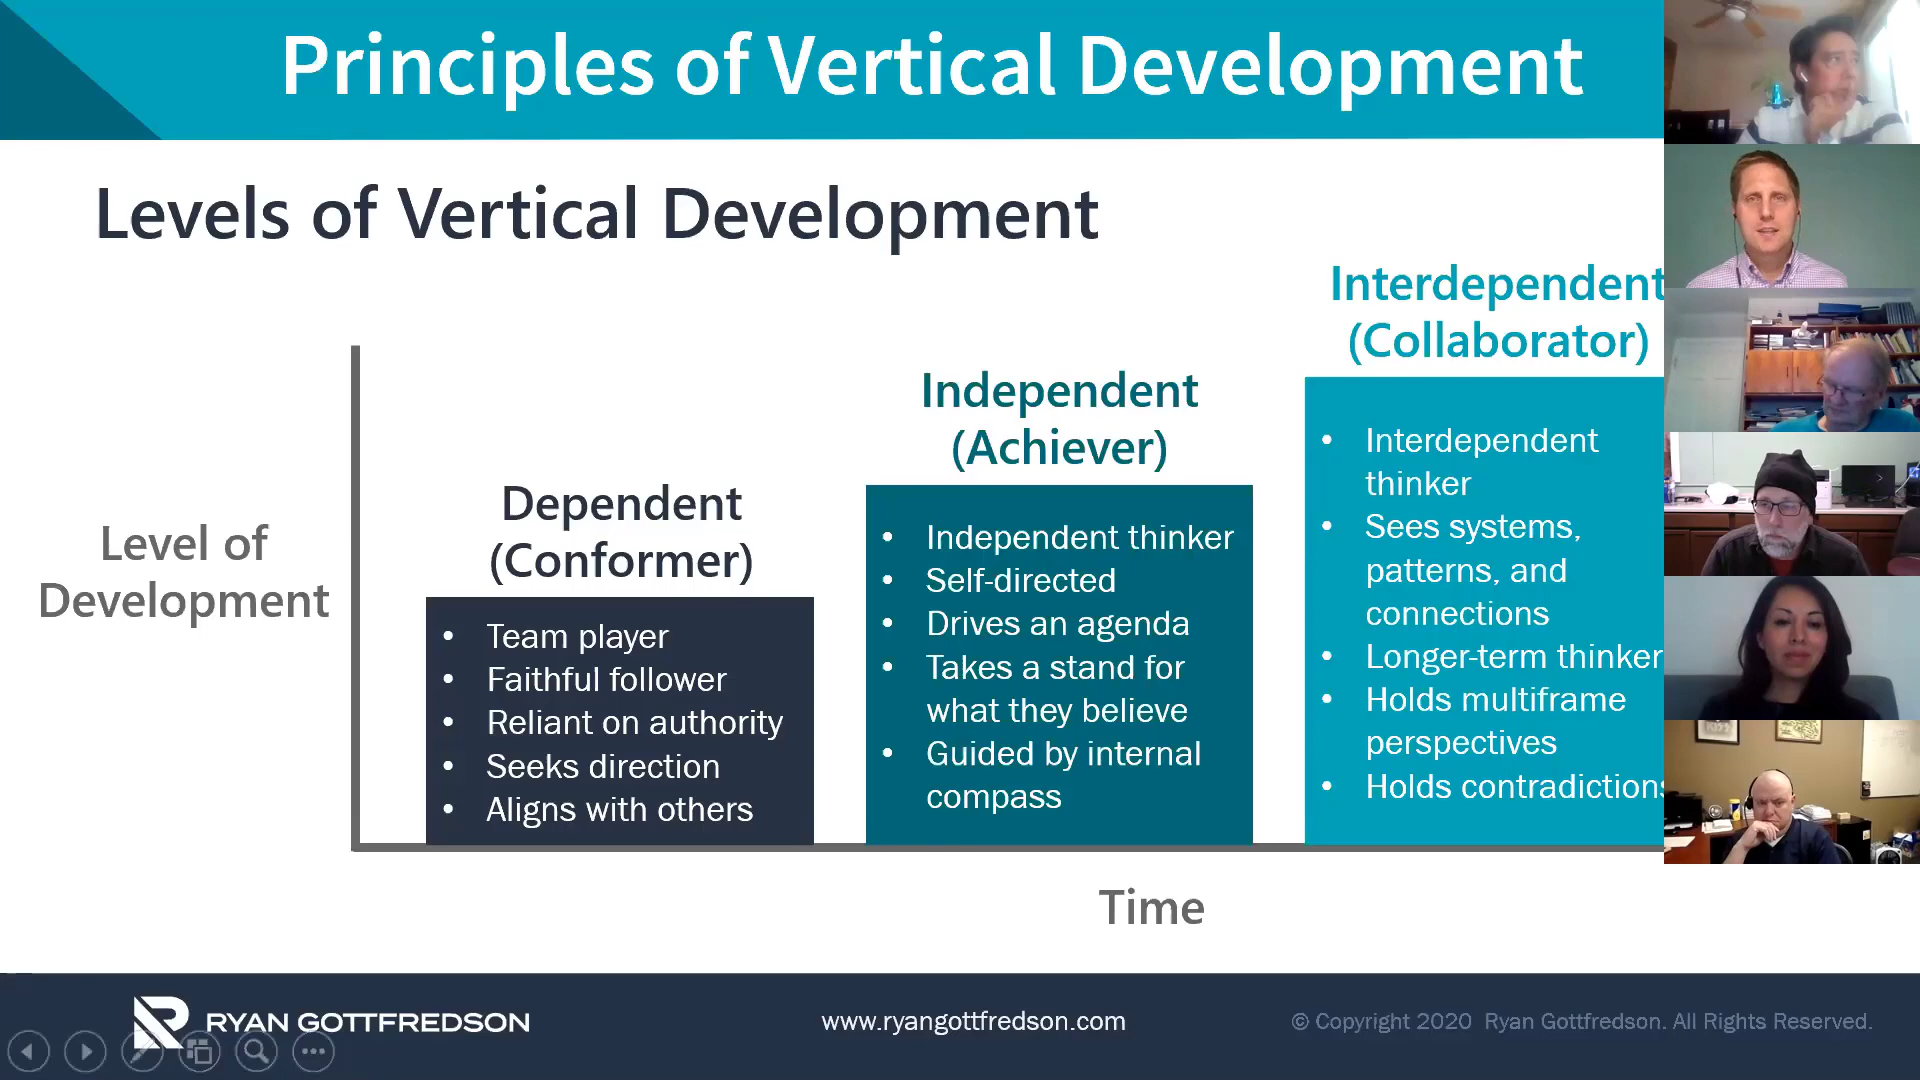 Principles of Vertical Development
Levels of Vertical Development
Level of
Development
Dependent
(Conformer)
• Team player
• Faithful follower
• Reliant on authority
• Seeks direction
• Aligns with others
Independent
(Achiever)
• Independent thinker
• Self-directed
• Drives an agenda
• Takes a stand for
what they believe
• Guided by internal
compass
Interdependent
(Collaborator)
• Interdependent
thinker
• Sees systems,
patterns, and
connections
• Longer-term thinker
• Holds multiframe
perspectives
• Holds contradictions
Time
RYAN GOTTFREDSON
www.ryangottfredson.com
© Copyright 2020 Ryan Gottfredson. All Rights Reserved.